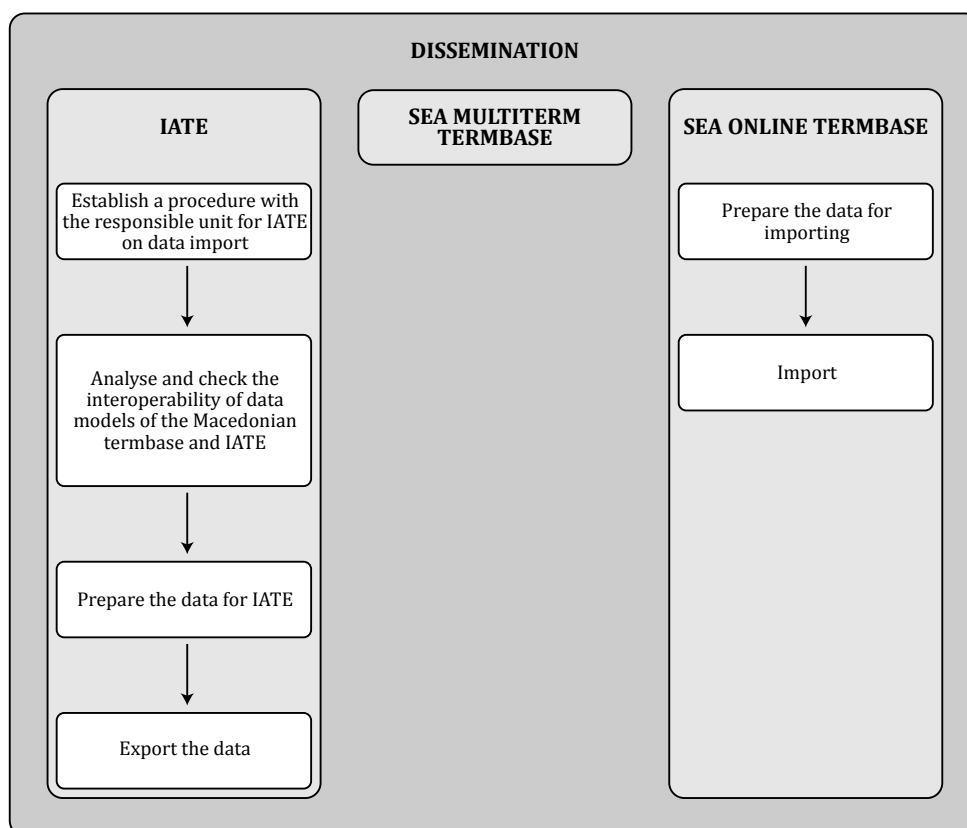 DISSEMINATION
IATE
Establish a procedure with
the responsible unit for IATE
on data import
Analyse and check the
interoperability of data
models of the Macedonian
termbase and IATE
Prepare the data for IATE
Export the data
SEA MULTITERM
TERMBASE
SEA ONLINE TERMBASE
Prepare the data for
importing
Import